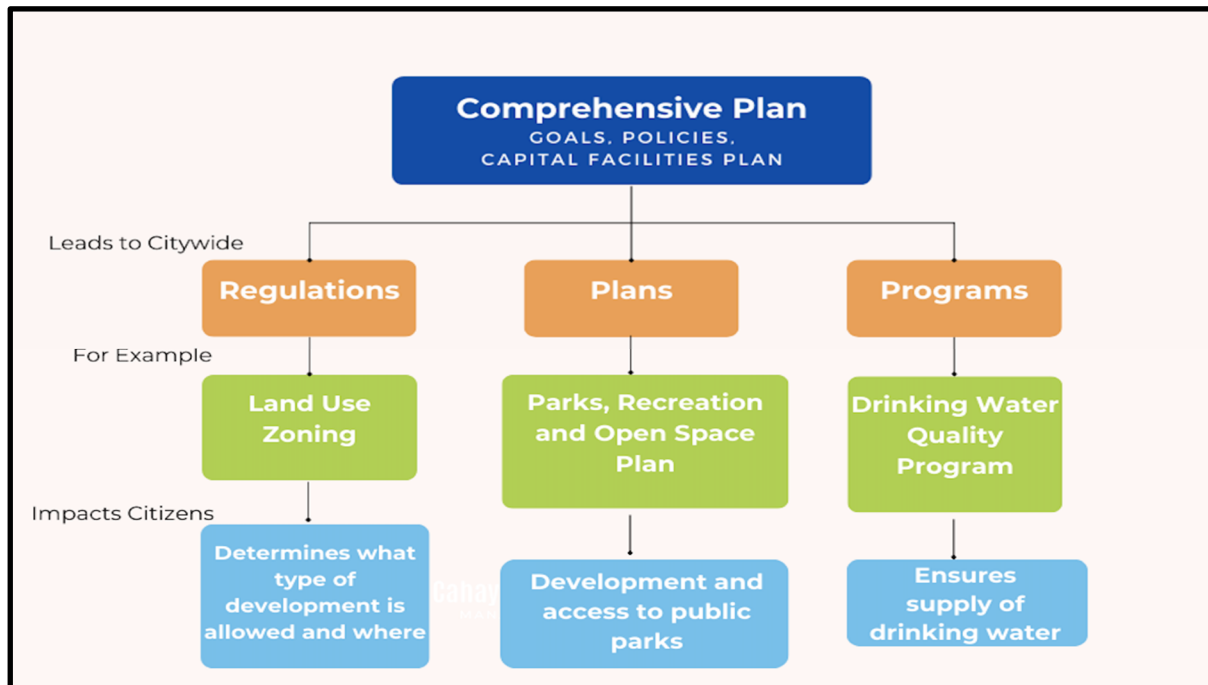 Comprehensive Plan
GOALS, POLICIES,
CAPITAL FACILITIES PLAN
Leads to Citywide
Regulations
Plans
Programs
For Example
Land Use
Zoning
Parks, Recreation
and Open Space
Plan
Drinking Water
Quality
Program
Impacts Citizens
Determines what
type of
development is
allowed and where
Development and
access to public
parks
Ensures
supply of
drinking water